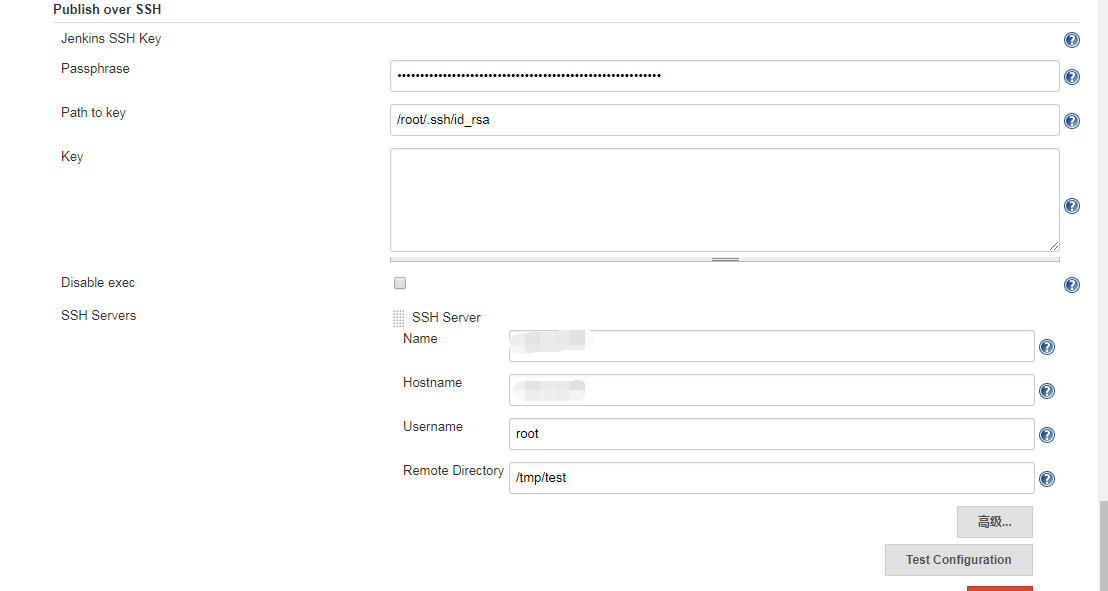 Publish over SSH
Jenkins SSH Key
Passphrase
••••••••••••••••••••••••••••••••••••••••••••••••••••••••••
Path to key
/root/.ssh/id_rsa
Key
Disable exec
SSH Servers
SSH Server
Name
Hostname
Username
root
Remote Directory
/tmp/test
高级...
Test Configuration